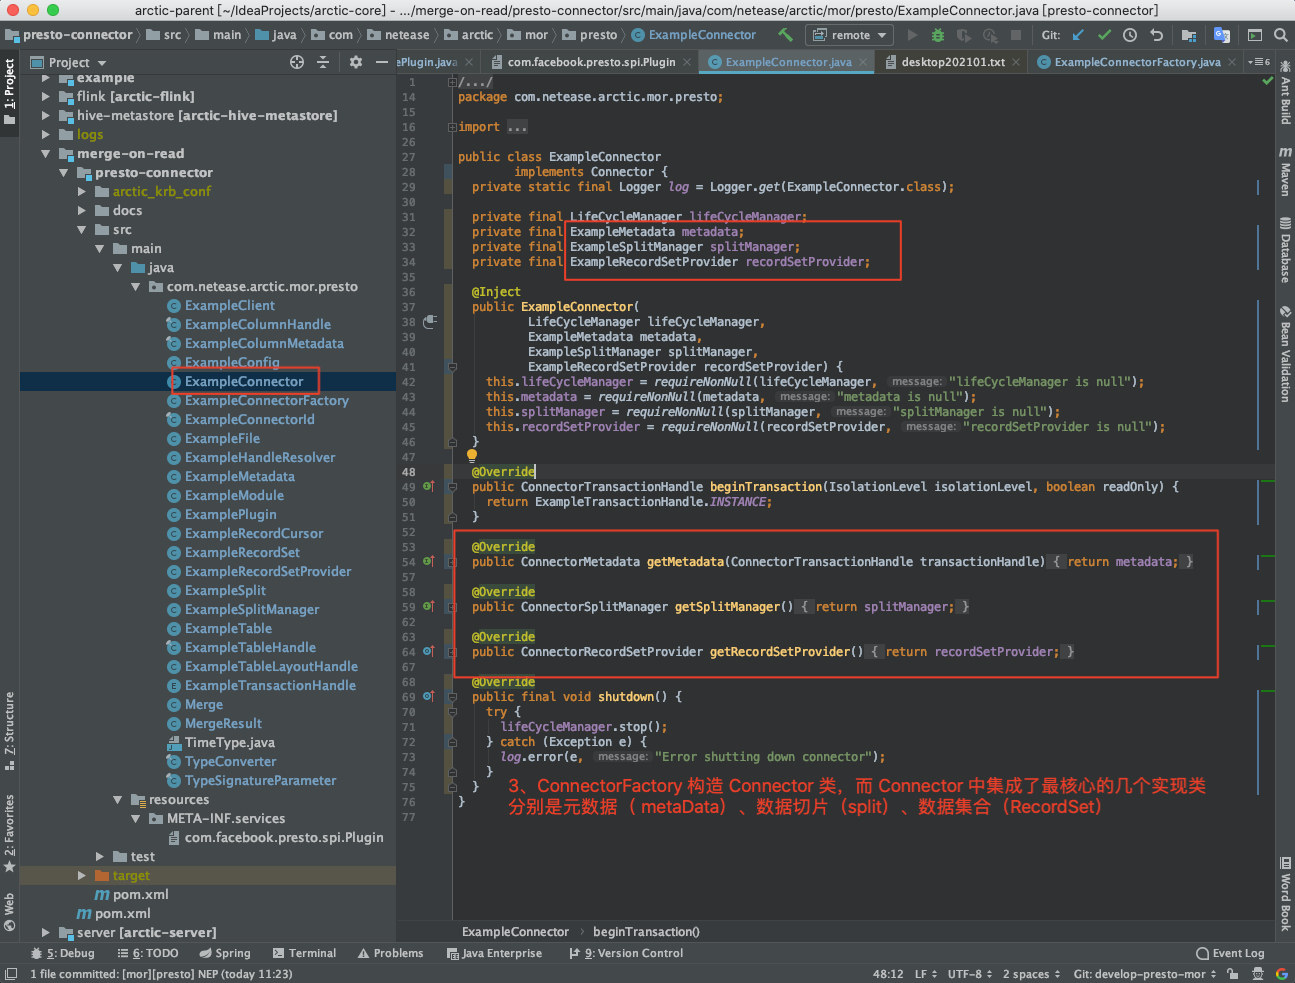 arctic-parent [~/IdeaProjects/arctic-core] - .../merge-on-read/presto-connector/src/main/java/com/netease/arctic/mor/presto/ExampleConnector.java [presto-connector]
presto-connector src main java com netease arctic mor presto ExampleConnector remote Git:
Project
ePlugin.java com.facebook.presto.spi.Plugin ExampleConnector.java desktop202101.txt ExampleConnectorFactory.java 6
1: Project
7: Structure
2: Favorites
Web
example
flink [arctic-flink]
hive-metastore [arctic-hive-metastore]
logs
merge-on-read
presto-connector
arctic_krb_conf
docs
src
main
java
com.netease.arctic.mor.presto
ExampleClient
ExampleColumnHandle
ExampleColumnMetadata
ExampleConfig
ExampleConnector
ExampleConnectorFactory
ExampleConnectorId
ExampleFile
ExampleHandleResolver
ExampleMetadata
ExampleModule
ExamplePlugin
ExampleRecordCursor
ExampleRecordSet
ExampleRecordSetProvider
ExampleSplit
ExampleSplitManager
ExampleTable
ExampleTableHandle
ExampleTableLayoutHandle
ExampleTransactionHandle
Merge
MergeResult
TimeType.java
TypeConverter
TypeSignatureParameter
resources
META-INF.services
com.facebook.presto.spi.Plugin
test
target
pom.xml
pom.xml
server [arctic-server]
1 /.../
14 package com.netease.arctic.mor.presto;
15
16 import ...
26
27 public class ExampleConnector
28 implements Connector {
29 private static final Logger log = Logger.get(ExampleConnector.class);
30
31 private final LifeCycleManager lifeCycleManager;
32 private final ExampleMetadata metadata;
33 private final ExampleSplitManager splitManager;
34 private final ExampleRecordSetProvider recordSetProvider;
35
36 @Inject
37 public ExampleConnector(
38 LifeCycleManager lifeCycleManager,
39 ExampleMetadata metadata,
40 ExampleSplitManager splitManager,
41 ExampleRecordSetProvider recordSetProvider) {
42 this.lifeCycleManager = requireNonNull(lifeCycleManager, message: "lifeCycleManager is null");
43 this.metadata = requireNonNull(metadata, message: "metadata is null");
44 this.splitManager = requireNonNull(splitManager, message: "splitManager is null");
45 this.recordSetProvider = requireNonNull(recordSetProvider, message: "recordSetProvider is null");
46 }
47
48 @Override
49 public ConnectorTransactionHandle beginTransaction(IsolationLevel isolationLevel, boolean readOnly) {
50 return ExampleTransactionHandle.INSTANCE;
51 }
52
53 @Override
54 public ConnectorMetadata getMetadata(ConnectorTransactionHandle transactionHandle) { return metadata; }
57
58 @Override
59 public ConnectorSplitManager getSplitManager() { return splitManager; }
62
63 @Override
64 public ConnectorRecordSetProvider getRecordSetProvider() { return recordSetProvider; }
67
68 @Override
69 public final void shutdown() {
70 try {
71 lifeCycleManager.stop();
72 } catch (Exception e) {
73 log.error(e, message: "Error shutting down connector");
74 }
75 }
76 }
77
3、ConnectorFactory 构造 Connector 类，而 Connector 中集成了最核心的几个实现类
分别是元数据（ metaData）、数据切片（split）、数据集合（RecordSet）
Ant Build
Maven
Database
Bean Validation
Word Book
ExampleConnector › beginTransaction()
5: Debug 6: TODO Spring Terminal Problems Java Enterprise 9: Version Control Event Log
1 file committed: [mor][presto] NEP (today 11:23) 48:12 LF UTF-8 2 spaces Git: develop-presto-mor